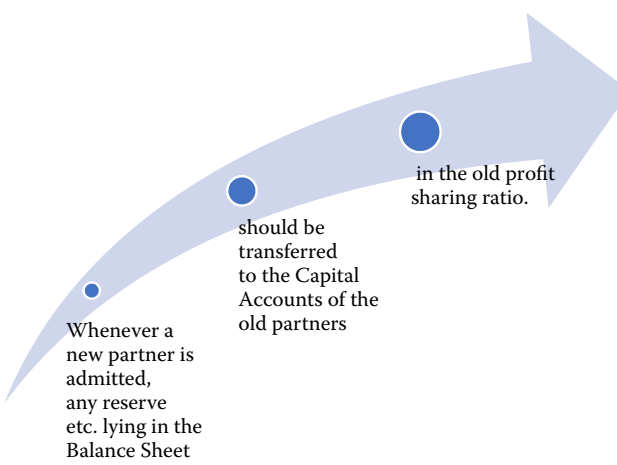 Whenever a
new partner is
admitted,
any reserve
etc. lying in the
Balance Sheet
should be
transferred
to the Capital
Accounts of the
old partners
in the old profit
sharing ratio.